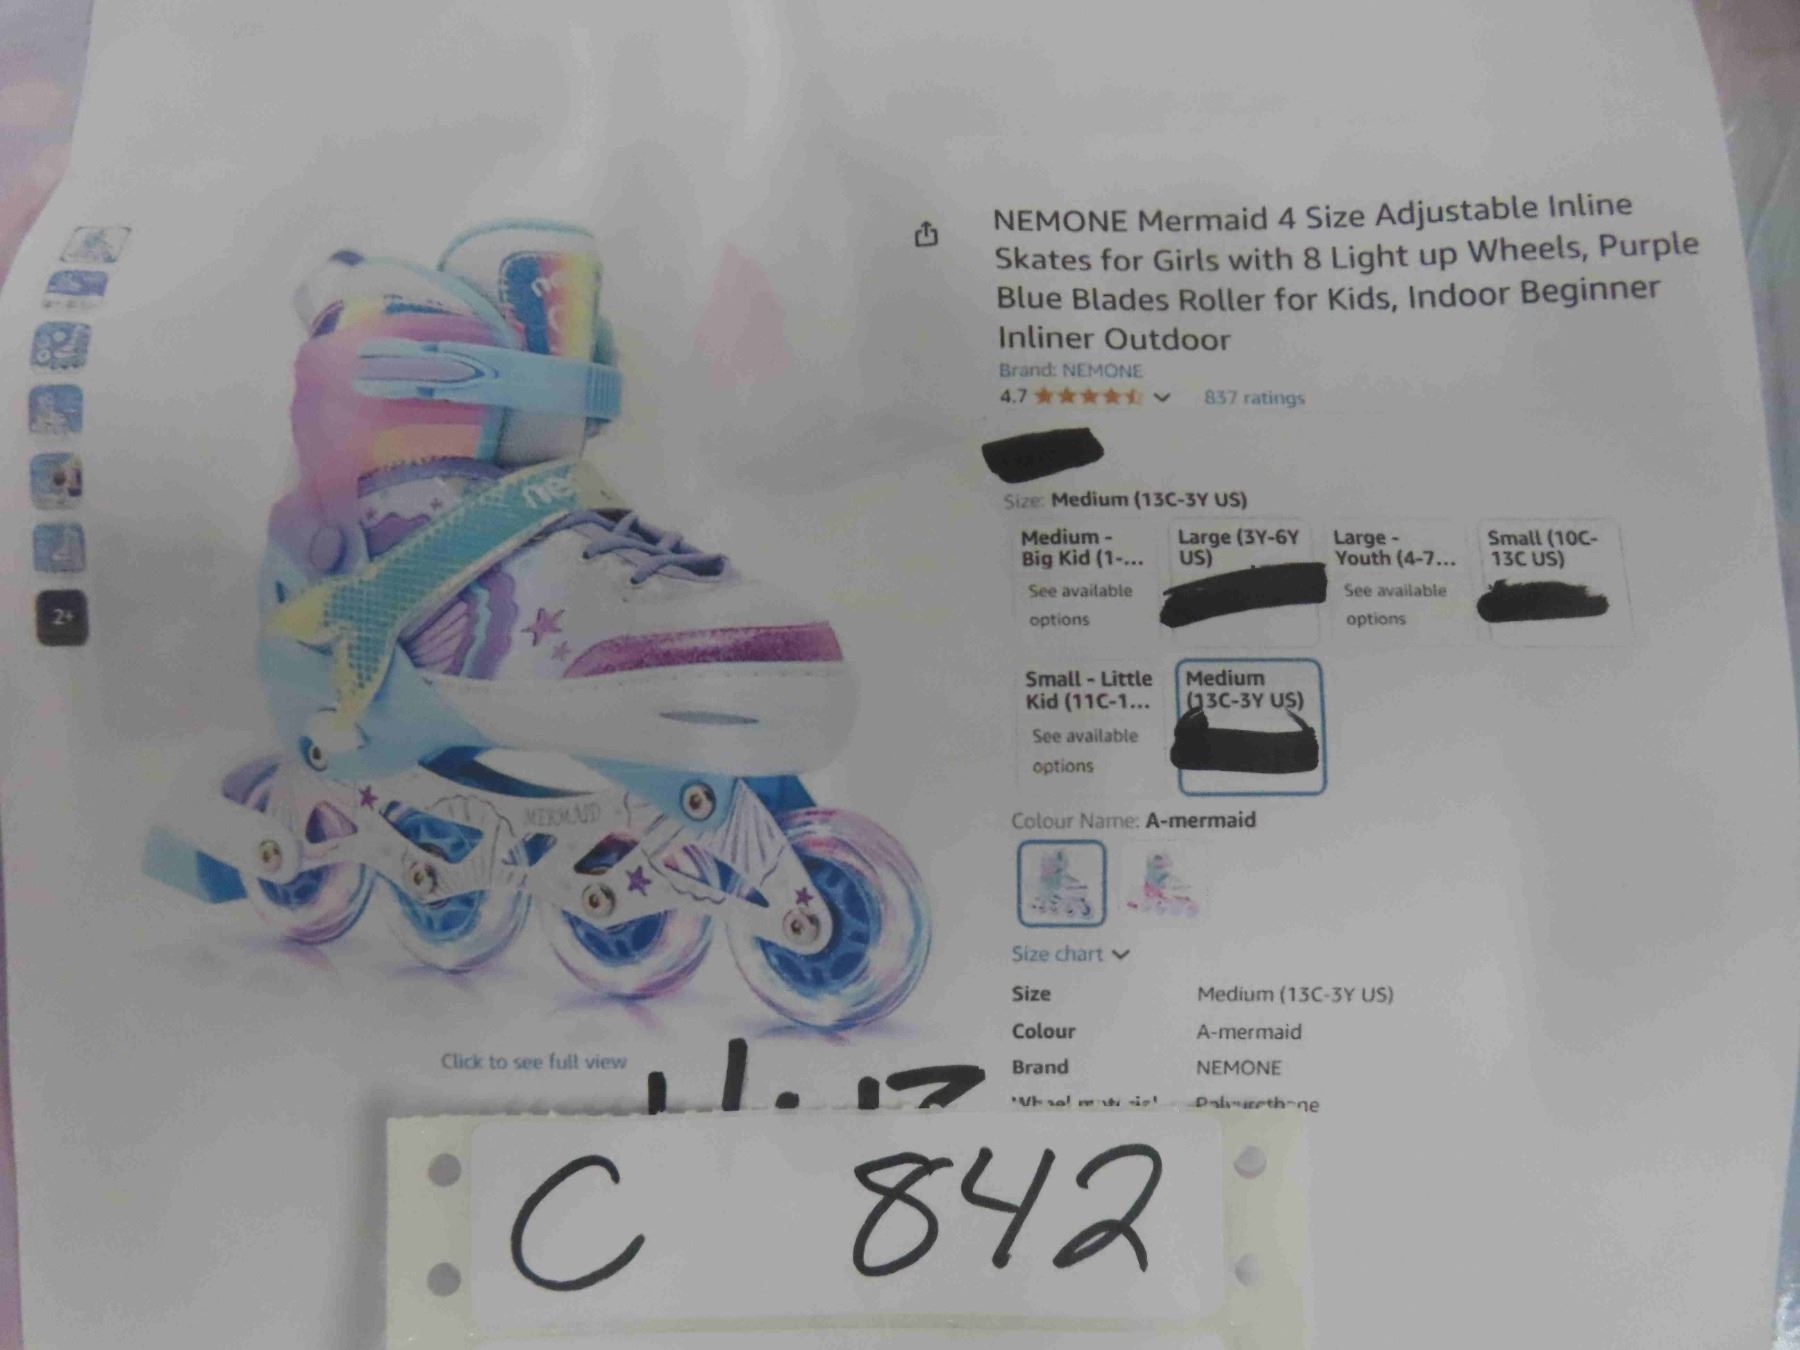 NEMONE Mermaid 4 Size Adjustable Inline
Skates for Girls with 8 Light up Wheels, Purple
Blue Blades Roller for Kids, Indoor Beginner
Inliner Outdoor
Brand: NEMONE
4.7 837 ratings
Size: Medium (13C-3Y US)
Medium -
Big Kid (1-...
See available
options
Large (3Y-6Y
US)
Large -
Youth (4-7...
See available
options
Small (10C-
13C US)
Small - Little
Kid (11C-1...
See available
options
Medium
(13C-3Y US)
Colour Name: A-mermaid
Size chart
Size Medium (13C-3Y US)
Colour A-mermaid
Brand NEMONE
Wheel material Polyurethane
2+
MERMAID
Click to see full view
C 842